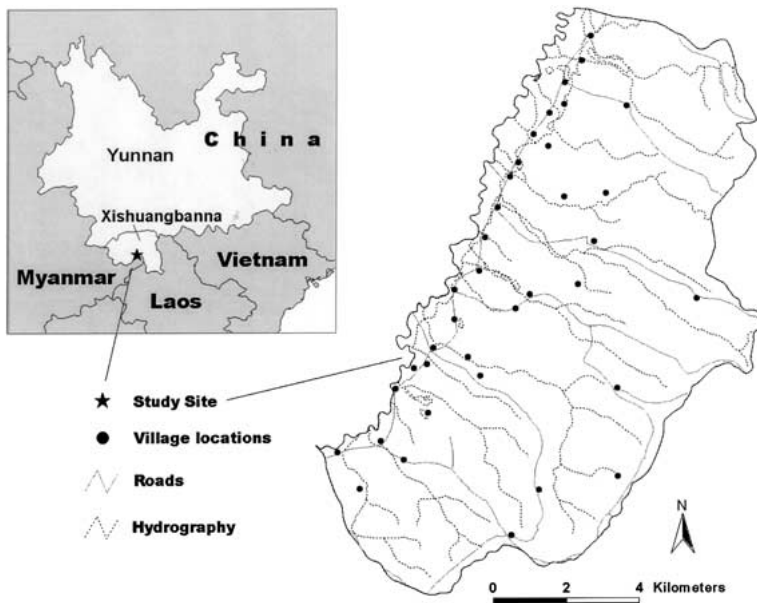 China
Yunnan
Xishuangbanna
Myanmar
Vietnam
Laos
Study Site
Village locations
Roads
Hydrography
N
0 2 4 Kilometers